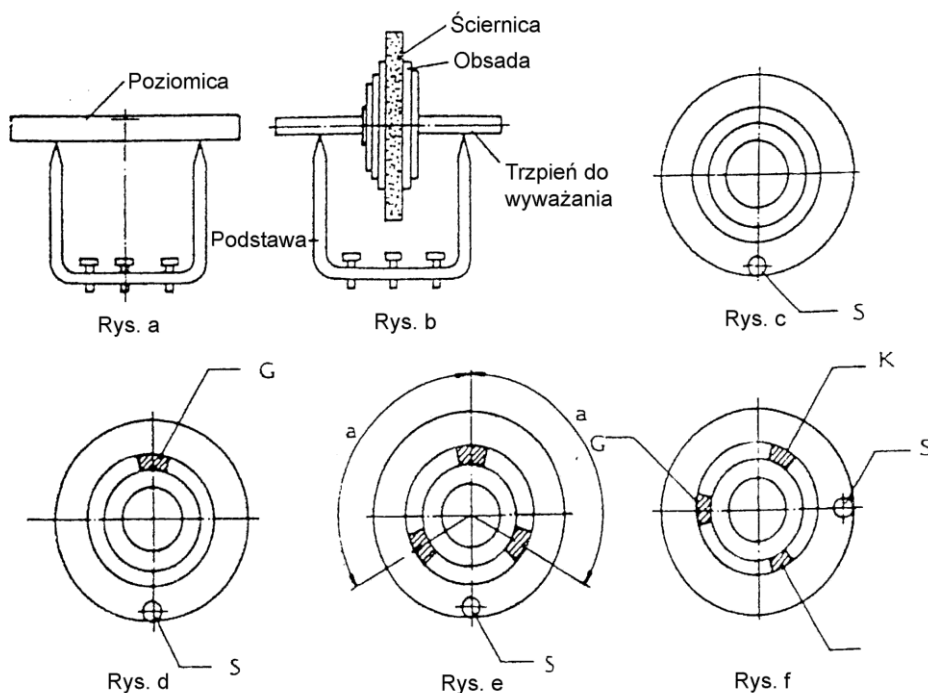 Poziomica
Rys. a
Ściernica
Obsada
Trzpień do
wyważania
Podstawa
Rys. b
S
Rys. c
G
S
Rys. d
a
a
S
Rys. e
K
G
S
Rys. f